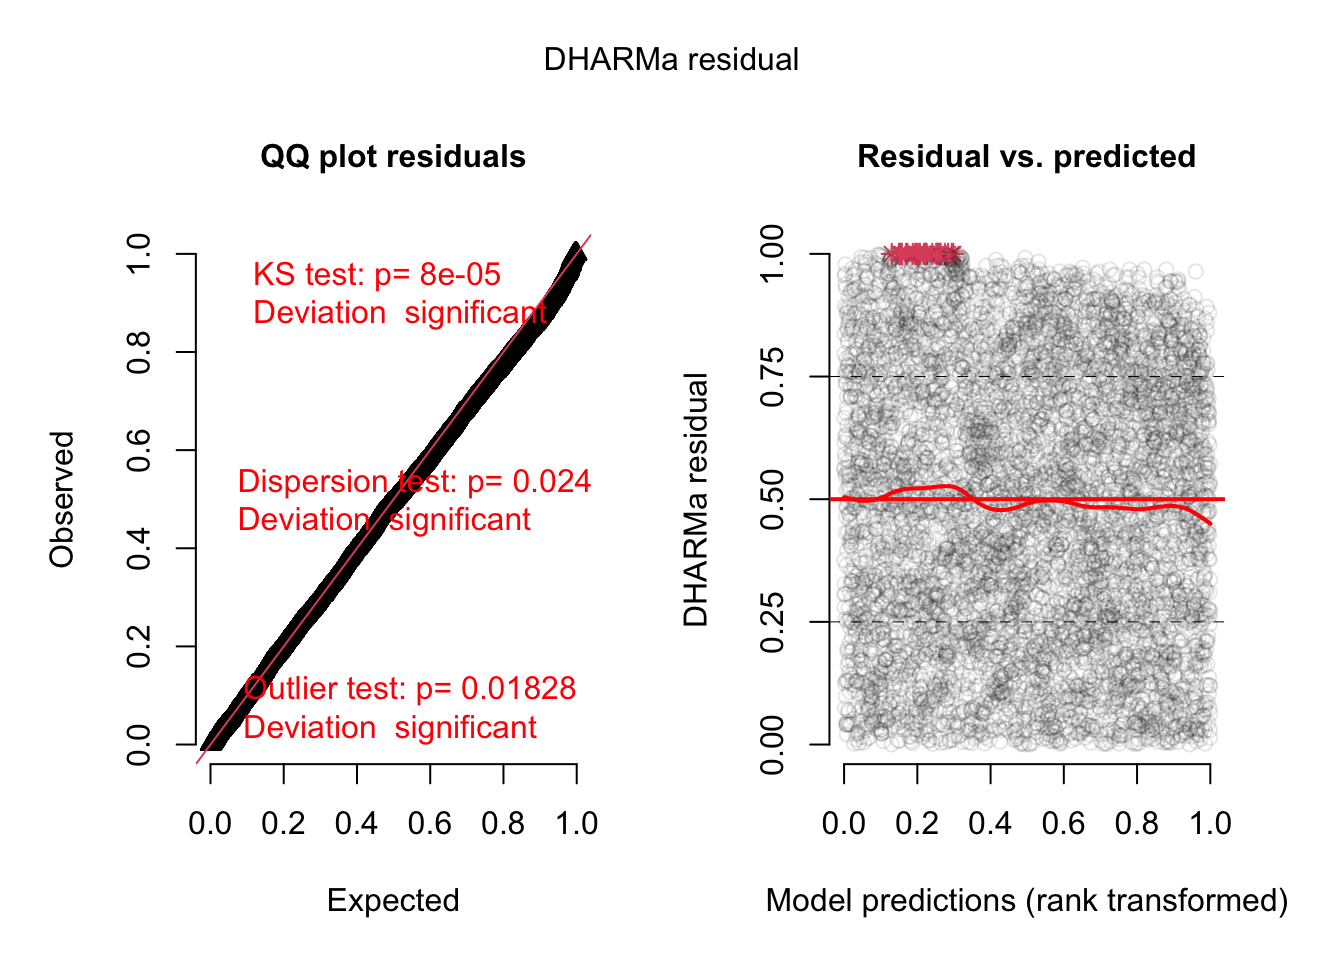 DHARMa residual
QQ plot residuals
KS test: p= 8e-05
Deviation  significant
Dispersion test: p= 0.024
Deviation  significant
Outlier test: p= 0.01828
Deviation  significant
Observed
0.0
0.2
0.4
0.6
0.8
1.0
0.0 0.2 0.4 0.6 0.8 1.0
Expected
Residual vs. predicted
DHARMa residual
0.00
0.25
0.50
0.75
1.00
0.0 0.2 0.4 0.6 0.8 1.0
Model predictions (rank transformed)